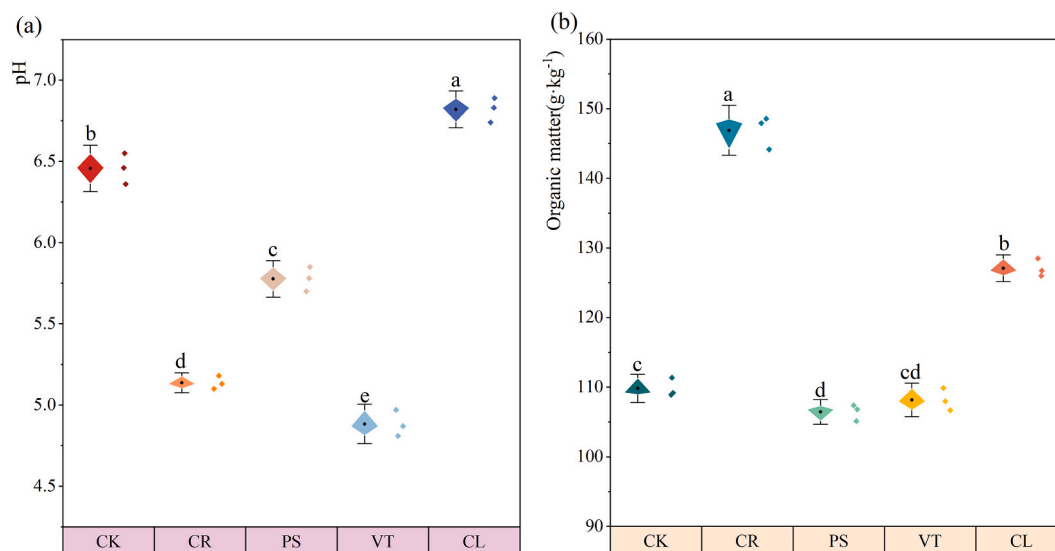 (a)
pH
7.0
6.5
6.0
5.5
5.0
4.5
b
d
c
e
a
CK CR PS VT CL
(b)
Organic matter(g·kg⁻¹)
160
150
140
130
120
110
100
90
c
a
d
cd
b
CK CR PS VT CL